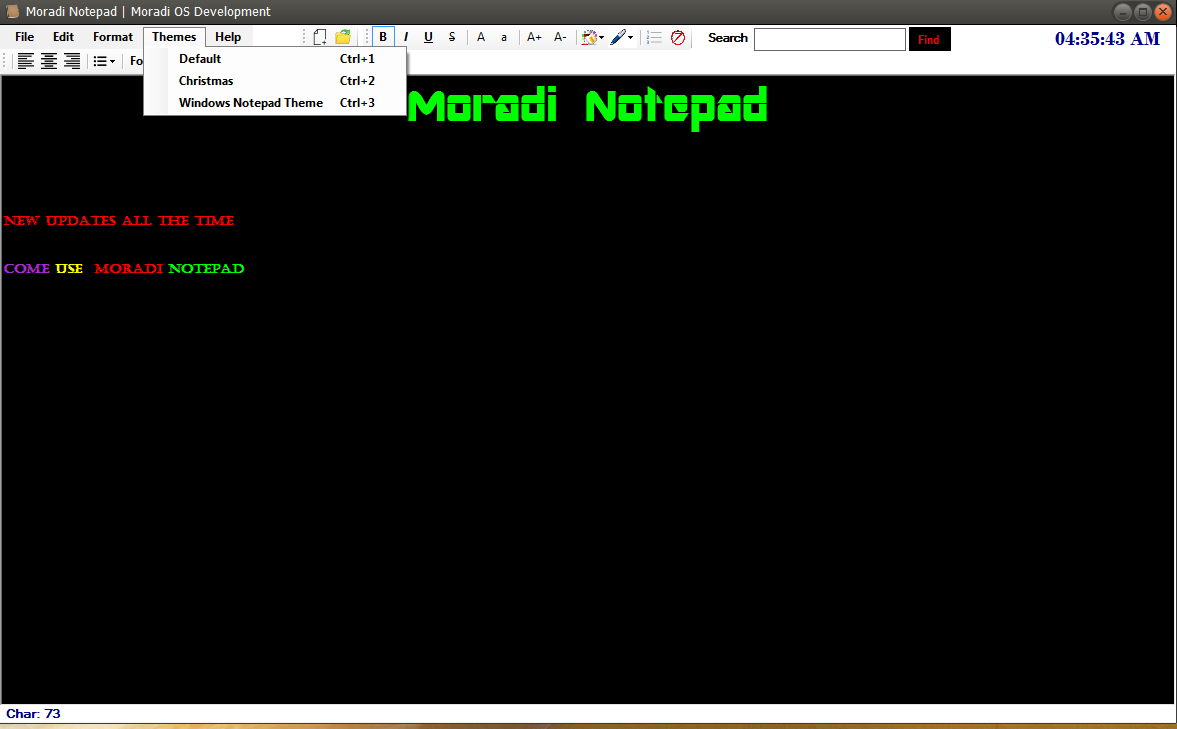 Moradi Notepad | Moradi OS Development
File Edit Format Themes Help B I U S A a A+ A- Search Find 04:35:43 AM
Fo
Default Ctrl+1
Christmas Ctrl+2
Windows Notepad Theme Ctrl+3
Moradi Notepad
NEW UPDATES ALL THE TIME
COME USE MORADI NOTEPAD
Char: 73